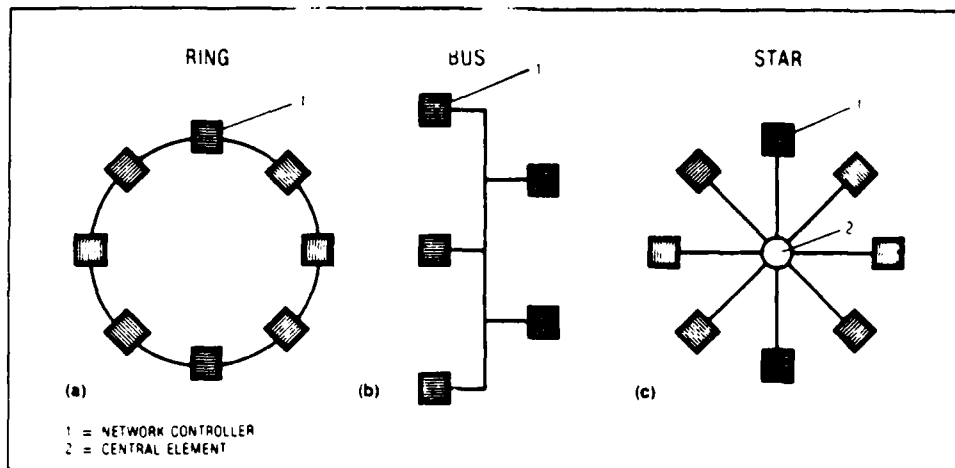 RING BUS STAR
1 1 1
2
(a) (b) (c)
1 = NETWORK CONTROLLER
2 = CENTRAL ELEMENT